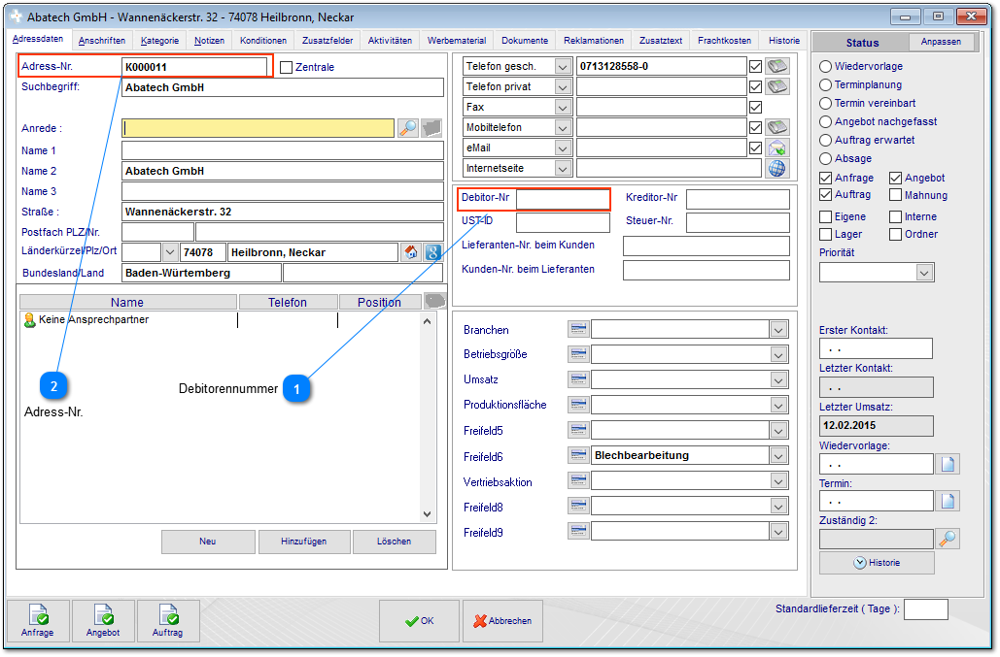 Abatech GmbH - Wannenäckerstr. 32 - 74078 Heilbronn, Neckar
Adressdaten Anschriften Kategorie Notizen Konditionen Zusatzfelder Aktivitäten Werbematerial Dokumente Reklamationen Zusatztext Frachtkosten Historie
Adress-Nr. K000011 Zentrale
Suchbegriff: Abatech GmbH
Anrede :
Name 1
Name 2 Abatech GmbH
Name 3
Straße : Wannenäckerstr. 32
Postfach PLZ/Nr.
Länderkürzel/Plz/Ort 74078 Heilbronn, Neckar
Bundesland/Land Baden-Würtemberg
Name Telefon Position
Keine Ansprechpartner
2
Debitorennummer 1
Adress-Nr.
Neu Hinzufügen Löschen
Telefon gesch. 0713128558-0
Telefon privat
Fax
Mobiltelefon
eMail
Internetseite
Debitor-Nr Kreditor-Nr
UST-ID Steuer-Nr.
Lieferanten-Nr. beim Kunden
Kunden-Nr. beim Lieferanten
Branchen
Betriebsgröße
Umsatz
Produktionsfläche
Freifeld5
Freifeld6 Blechbearbeitung
Vertriebsaktion
Freifeld8
Freifeld9
Status Anpassen
Wiedervorlage
Terminplanung
Termin vereinbart
Angebot nachgefasst
Auftrag erwartet
Absage
Anfrage Angebot
Auftrag Mahnung
Eigene Interne
Lager Ordner
Priorität
Erster Kontakt:
. .
Letzter Kontakt:
. .
Letzter Umsatz:
12.02.2015
Wiedervorlage:
. .
Termin:
. .
Zuständig 2:
Historie
Anfrage Angebot Auftrag OK Abbrechen Standardlieferzeit ( Tage ):